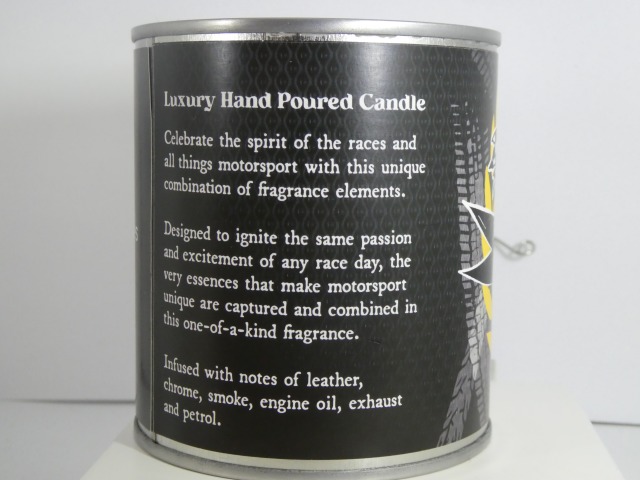 Luxury Hand Poured Candle
Celebrate the spirit of the races and
all things motorsport with this unique
combination of fragrance elements.
Designed to ignite the same passion
and excitement of any race day, the
very essences that make motorsport
unique are captured and combined in
this one-of-a-kind fragrance.
Infused with notes of leather,
chrome, smoke, engine oil, exhaust
and petrol.